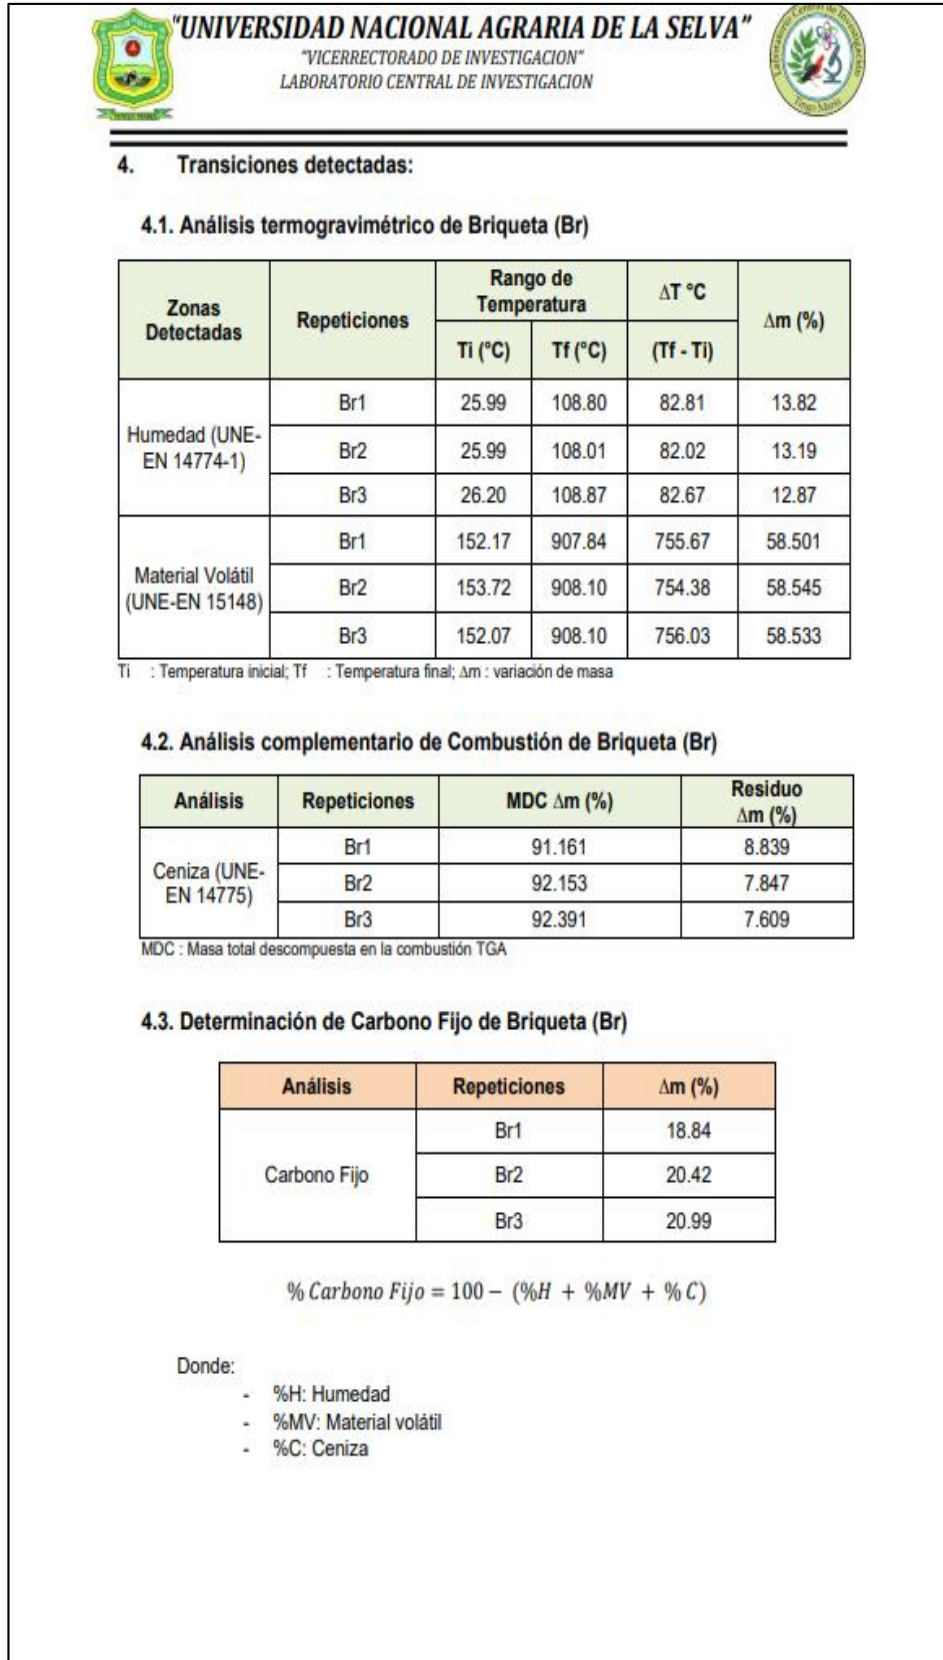 "UNIVERSIDAD NACIONAL AGRARIA DE LA SELVA"
"VICERRECTORADO DE INVESTIGACION"
LABORATORIO CENTRAL DE INVESTIGACION
Laboratorio Central de Investigación
Tingo María
4. Transiciones detectadas:
4.1. Análisis termogravimétrico de Briqueta (Br)
Zonas Detectadas Repeticiones Rango de Temperatura ∆T °C ∆m (%)
Ti (°C) Tf (°C) (Tf - Ti)
Humedad (UNE-EN 14774-1) Br1 25.99 108.80 82.81 13.82
Br2 25.99 108.01 82.02 13.19
Br3 26.20 108.87 82.67 12.87
Material Volátil (UNE-EN 15148) Br1 152.17 907.84 755.67 58.501
Br2 153.72 908.10 754.38 58.545
Br3 152.07 908.10 756.03 58.533
Ti : Temperatura inicial; Tf : Temperatura final; ∆m : variación de masa
4.2. Análisis complementario de Combustión de Briqueta (Br)
Análisis Repeticiones MDC ∆m (%) Residuo ∆m (%)
Ceniza (UNE-EN 14775) Br1 91.161 8.839
Br2 92.153 7.847
Br3 92.391 7.609
MDC : Masa total descompuesta en la combustión TGA
4.3. Determinación de Carbono Fijo de Briqueta (Br)
Análisis Repeticiones ∆m (%)
Carbono Fijo Br1 18.84
Br2 20.42
Br3 20.99
% Carbono Fijo = 100 − (%H + %MV + % C)
Donde:
- %H: Humedad
- %MV: Material volátil
- %C: Ceniza